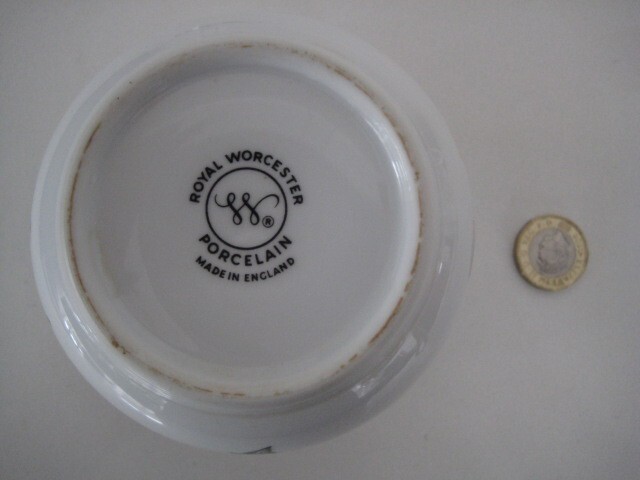 ROYAL WORCESTER
®
PORCELAIN
MADE IN ENGLAND